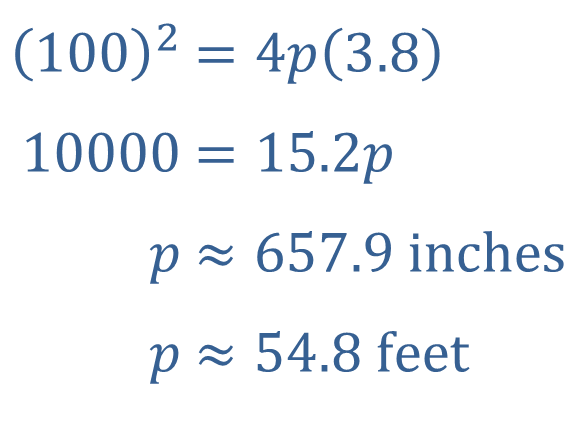 (100)² = 4p(3.8)
10000 = 15.2p
p ≈ 657.9 inches
p ≈ 54.8 feet